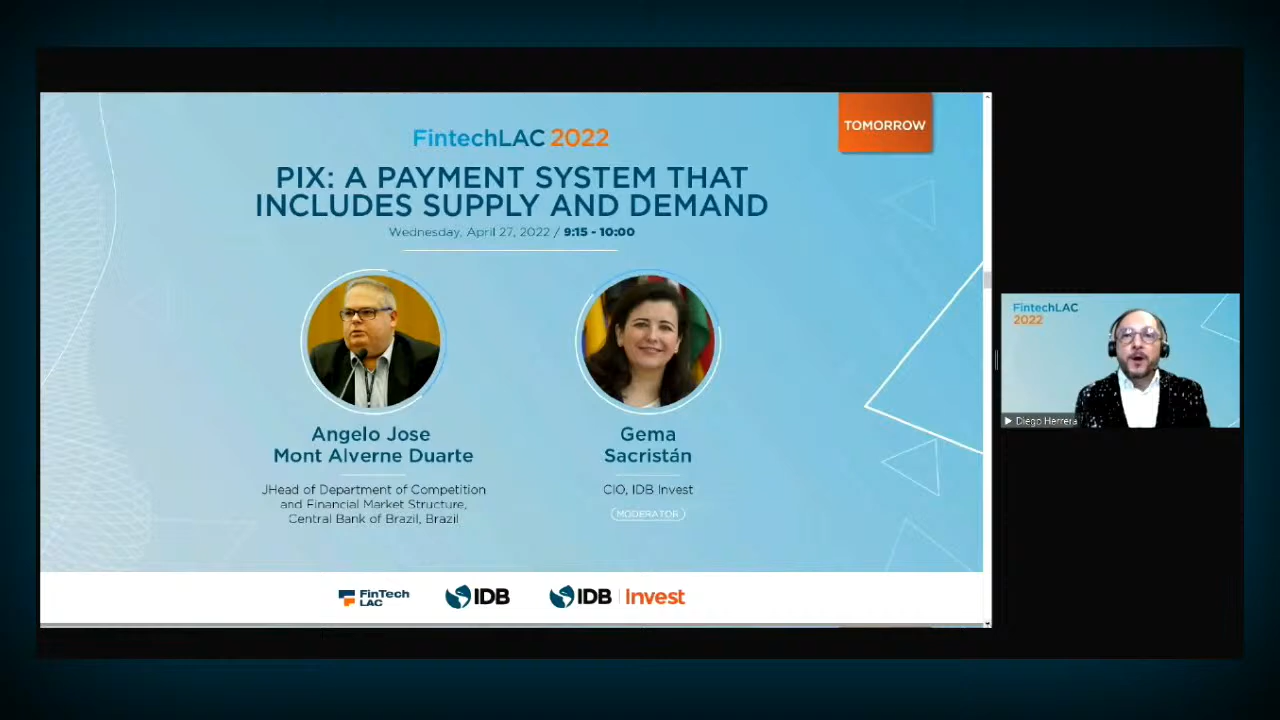 TOMORROW
FintechLAC 2022
PIX: A PAYMENT SYSTEM THAT
INCLUDES SUPPLY AND DEMAND
Wednesday, April 27, 2022 / 9:15 - 10:00
Angelo Jose
Mont Alverne Duarte
JHead of Department of Competition
and Financial Market Structure,
Central Bank of Brazil, Brazil
Gema
Sacristán
CIO, IDB Invest
MODERATOR
FinTech
LAC
IDB
IDB Invest
FintechLAC
2022
Diego Herrera